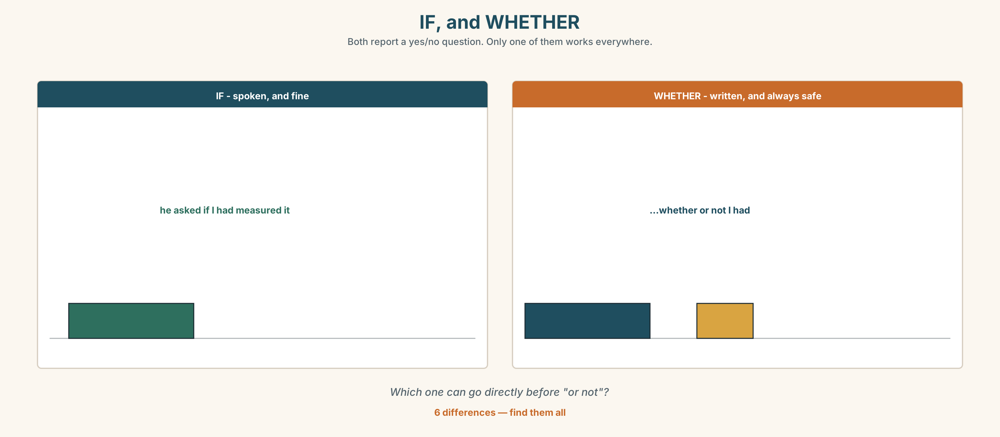 IF, and WHETHER
Both report a yes/no question. Only one of them works everywhere.
IF - spoken, and fine
he asked if I had measured it
WHETHER - written, and always safe
...whether or not I had
Which one can go directly before "or not"?
6 differences — find them all